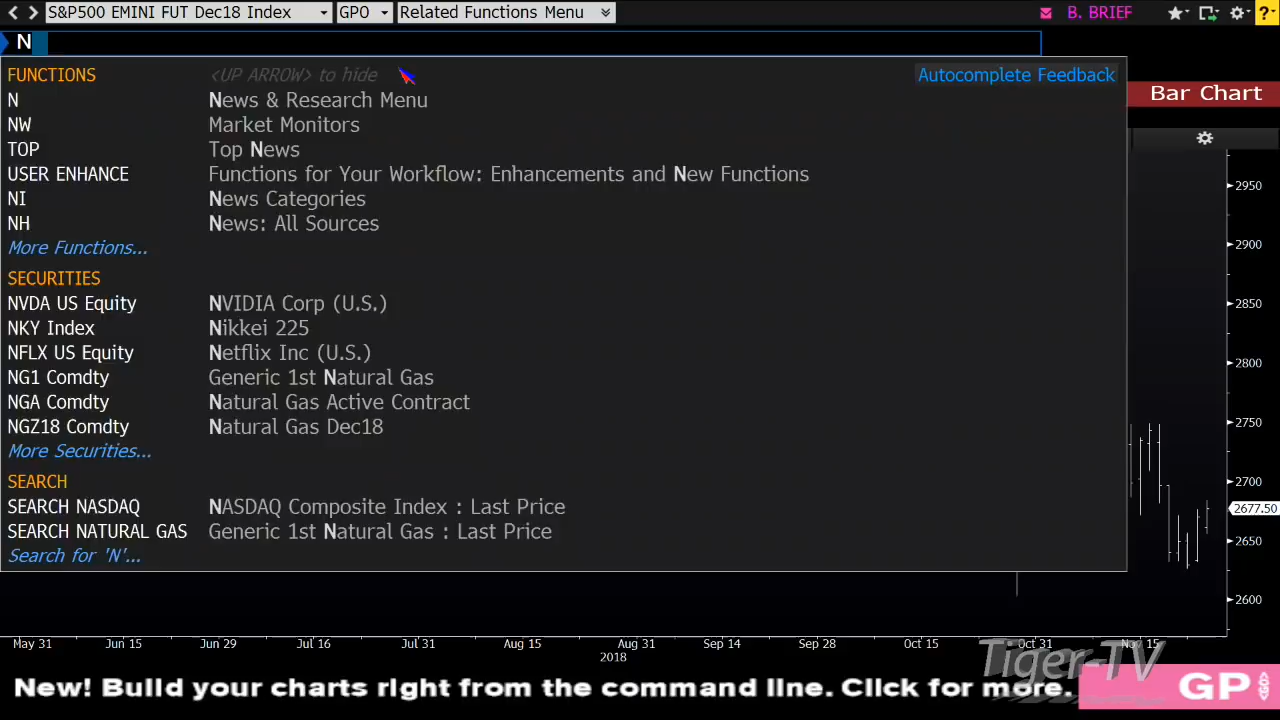 S&P500 EMINI FUT Dec18 Index GPO Related Functions Menu B. BRIEF ?
N
FUNCTIONS <UP ARROW> to hide Autocomplete Feedback
N News & Research Menu
Bar Chart
NW Market Monitors
TOP Top News
USER ENHANCE Functions for Your Workflow: Enhancements and New Functions
NI News Categories
NH News: All Sources
More Functions...
SECURITIES
NVDA US Equity NVIDIA Corp (U.S.)
NKY Index Nikkei 225
NFLX US Equity Netflix Inc (U.S.)
NG1 Comdty Generic 1st Natural Gas
NGA Comdty Natural Gas Active Contract
NGZ18 Comdty Natural Gas Dec18
More Securities...
SEARCH
SEARCH NASDAQ NASDAQ Composite Index : Last Price
SEARCH NATURAL GAS Generic 1st Natural Gas : Last Price
Search for 'N'...
2950
2900
2850
2800
2750
2700
2677.50
2650
2600
May 31 Jun 15 Jun 29 Jul 16 Jul 31 Aug 15 Aug 31 Sep 14 Sep 28 Oct 15 Oct 31 Nov 15
2018
Tiger-TV
New! Build your charts right from the command line. Click for more. GP